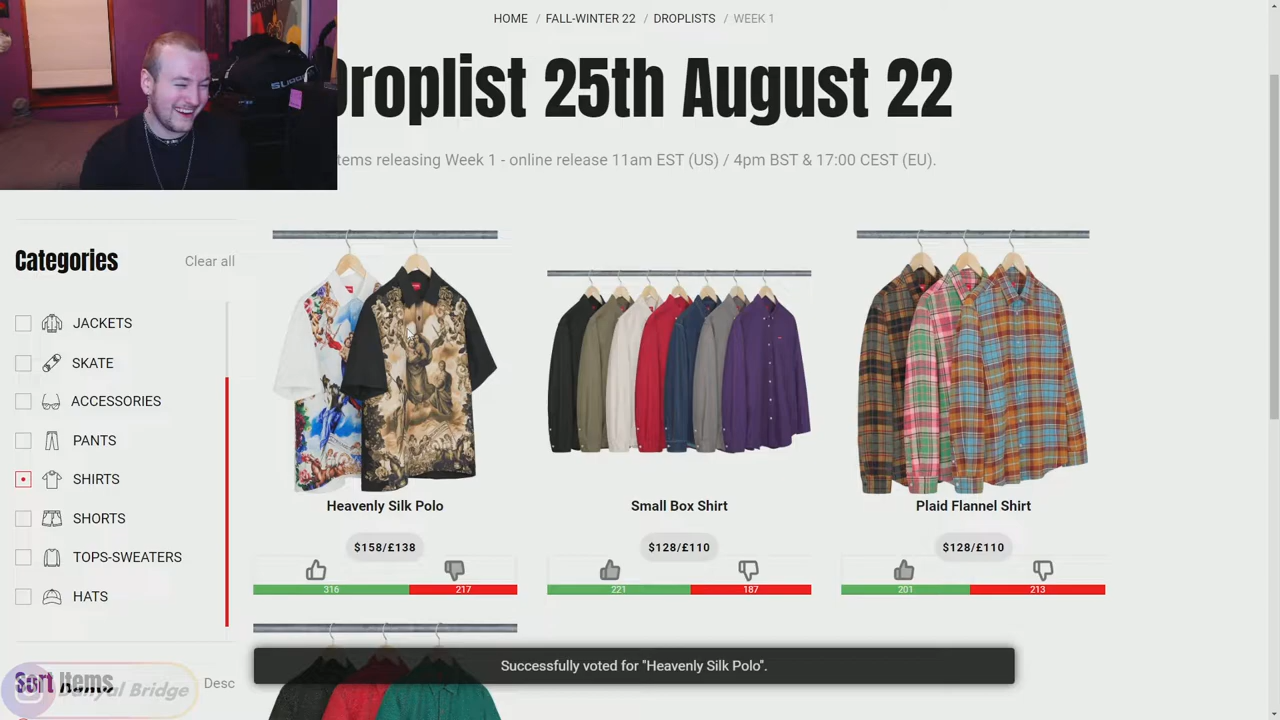 HOME / FALL-WINTER 22 / DROPLISTS / WEEK 1
Droplist 25th August 22
items releasing Week 1 - online release 11am EST (US) / 4pm BST & 17:00 CEST (EU).
Categories
Clear all
JACKETS
SKATE
ACCESSORIES
PANTS
SHIRTS
SHORTS
TOPS-SWEATERS
HATS
Sort Items
Desc
Danyal Bridge
Heavenly Silk Polo
$158/£138
316 217
Small Box Shirt
$128/£110
221 187
Plaid Flannel Shirt
$128/£110
201 213
Successfully voted for "Heavenly Silk Polo".